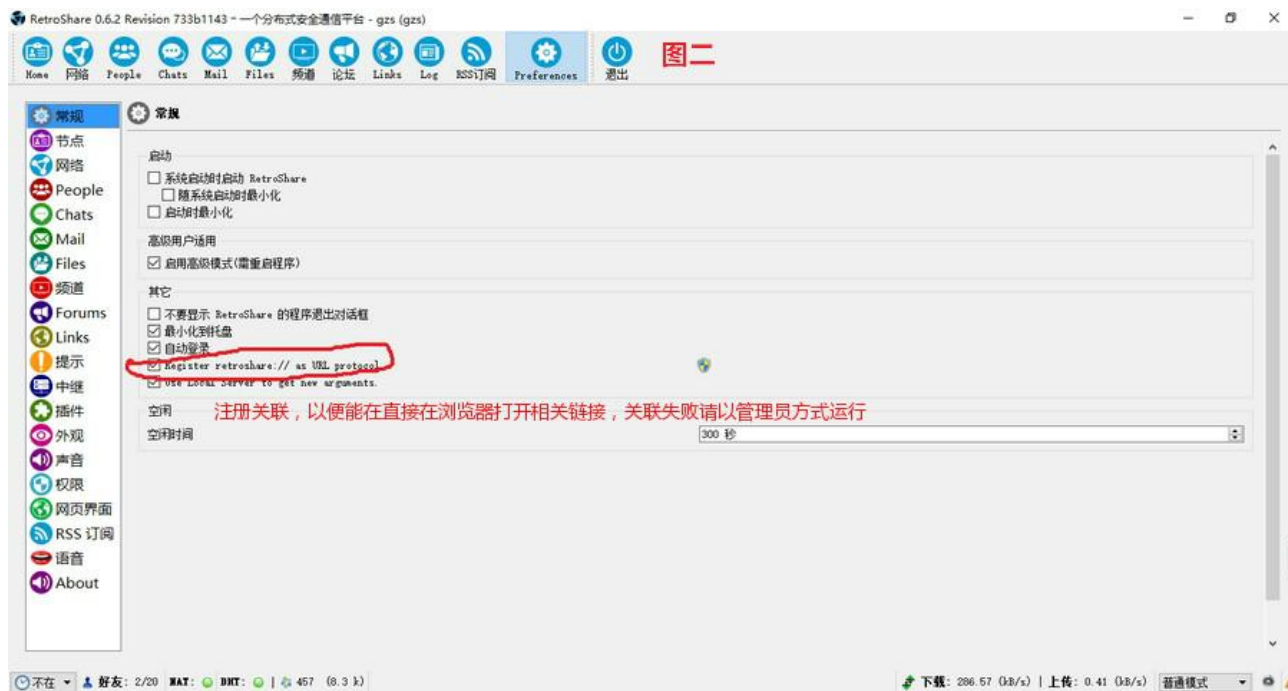 RetroShare 0.6.2 Revision 733b1143 - 一个分布式安全通信平台 - gzs (gzs)
Home 网络 People Chats Mail Files 频道 论坛 Links Log RSS订阅 Preferences 退出
图二
常规
节点
网络
People
Chats
Mail
Files
频道
Forums
Links
提示
中继
插件
外观
声音
权限
网页界面
RSS 订阅
语音
About
常规
启动
系统启动时启动 RetroShare
随系统启动时最小化
启动时最小化
高级用户适用
启用高级模式(需重启程序)
其它
不要显示 RetroShare 的程序退出对话框
最小化到托盘
自动登录
Register retroshare:// as URL protocol
Use Local Server to get new arguments.
注册关联，以便能在直接在浏览器打开相关链接，关联失败请以管理员方式运行
空闲
空闲时间
300 秒
不在 好友: 2/20 NAT: DHT: | 457 (8.3 k)
下载: 286.57 (kB/s) | 上传: 0.41 (kB/s) 普通模式